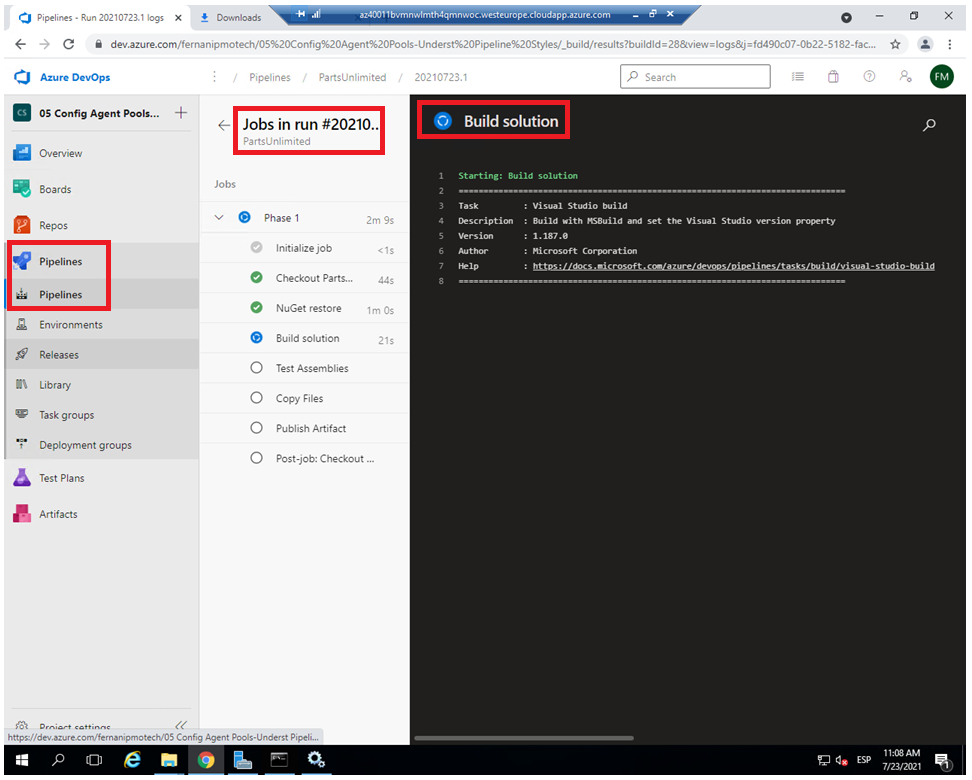 Pipelines - Run 20210723.1 logs
Downloads
az40011bvmnwlmth4qmnwoc.westeurope.cloudapp.azure.com
dev.azure.com/fernanipmotech/05%20Config%20Agent%20Pools-Underst%20Pipeline%20Styles/_build/results?buildId=28&view=logs&j=fd490c07-0b22-5182-fac...
Azure DevOps
/ Pipelines / PartsUnlimited / 20210723.1
Search
FM
CS
05 Config Agent Pools...
Overview
Boards
Repos
Pipelines
Pipelines
Environments
Releases
Library
Task groups
Deployment groups
Test Plans
Artifacts
Project settings
https://dev.azure.com/fernanipmotech/05 Config Agent Pools-Underst Pipeli...
Jobs in run #20210...
PartsUnlimited
Jobs
Phase 1 2m 9s
Initialize job <1s
Checkout Parts... 44s
NuGet restore 1m 0s
Build solution 21s
Test Assemblies
Copy Files
Publish Artifact
Post-job: Checkout ...
Build solution
1 Starting: Build solution
2 ==============================================================================
3 Task : Visual Studio build
4 Description : Build with MSBuild and set the Visual Studio version property
5 Version : 1.187.0
6 Author : Microsoft Corporation
7 Help : https://docs.microsoft.com/azure/devops/pipelines/tasks/build/visual-studio-build
8 ==============================================================================
ESP
11:08 AM
7/23/2021
1